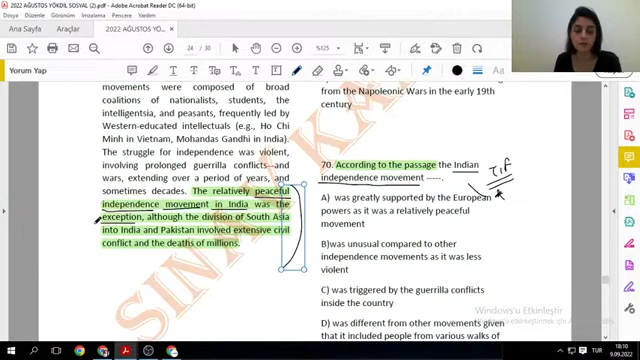 2022 AĞUSTOS YÖKDİL SOSYAL (2).pdf - Adobe Acrobat Reader DC (64-bit)
Dosya Düzenle Görünüm İmzalama Pencere Yardım
Ana Sayfa Araçlar 2022 AĞUSTOS YÖK...
24 / 30 %125
Yorum Yap
movements were composed of broad
coalitions of nationalists, students, the
intelligentsia, and peasants, frequently led
by Western-educated intellectuals (e.g., Ho Chi
Minh in Vietnam, Mohandas Gandhi in India).
The struggle for independence was violent,
involving prolonged guerrilla conflicts and
wars, extending over a period of years, and
sometimes decades. The relatively peaceful
independence movement in India was the
exception, although the division of South Asia
into India and Pakistan involved extensive civil
conflict and the deaths of millions.
from the Napoleonic Wars in the early 19th
century
70. According to the passage the Indian
independence movement -----.
A) was greatly supported by the European
powers as it was a relatively peaceful
movement
B)was unusual compared to other
independence movements as it was less
violent
C) was triggered by the guerrilla conflicts
inside the country
D) was different from other movements given
that it included people from various walks of
Windows'u Etkinleştir
TUR
18:10
9.09.2022